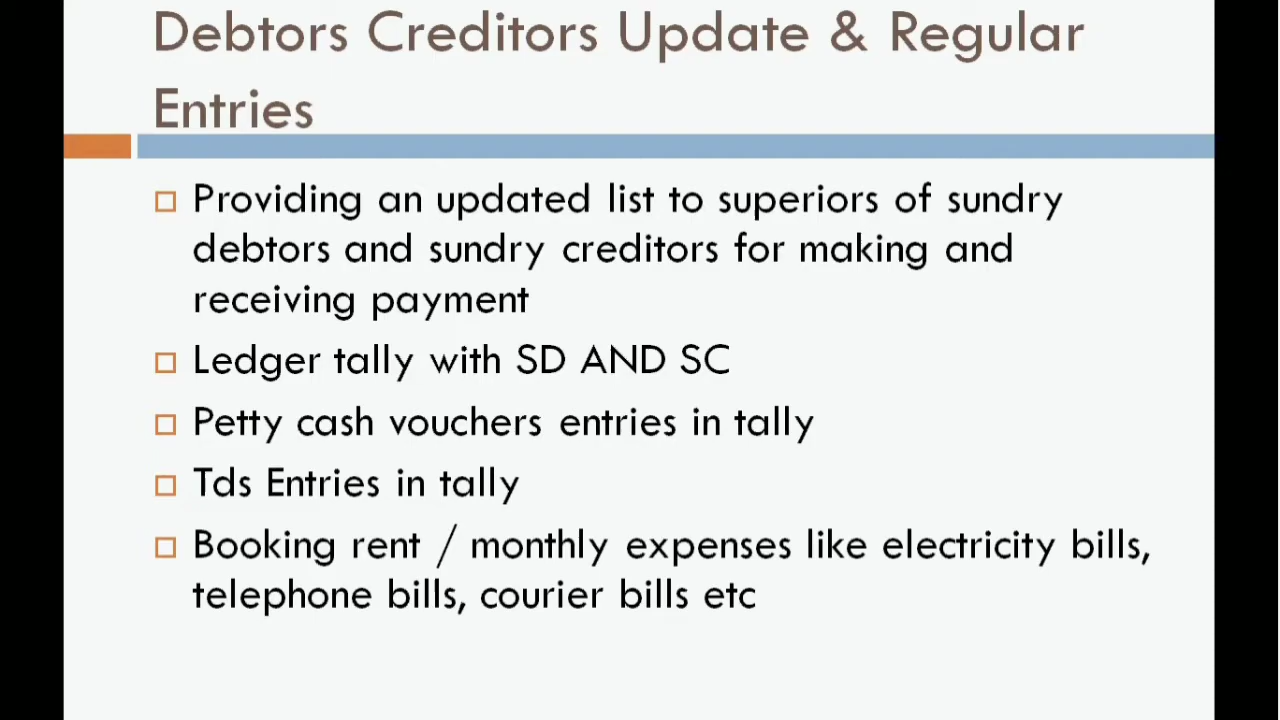 Debtors Creditors Update & Regular
Entries
Providing an updated list to superiors of sundry
debtors and sundry creditors for making and
receiving payment
Ledger tally with SD AND SC
Petty cash vouchers entries in tally
Tds Entries in tally
Booking rent / monthly expenses like electricity bills,
telephone bills, courier bills etc